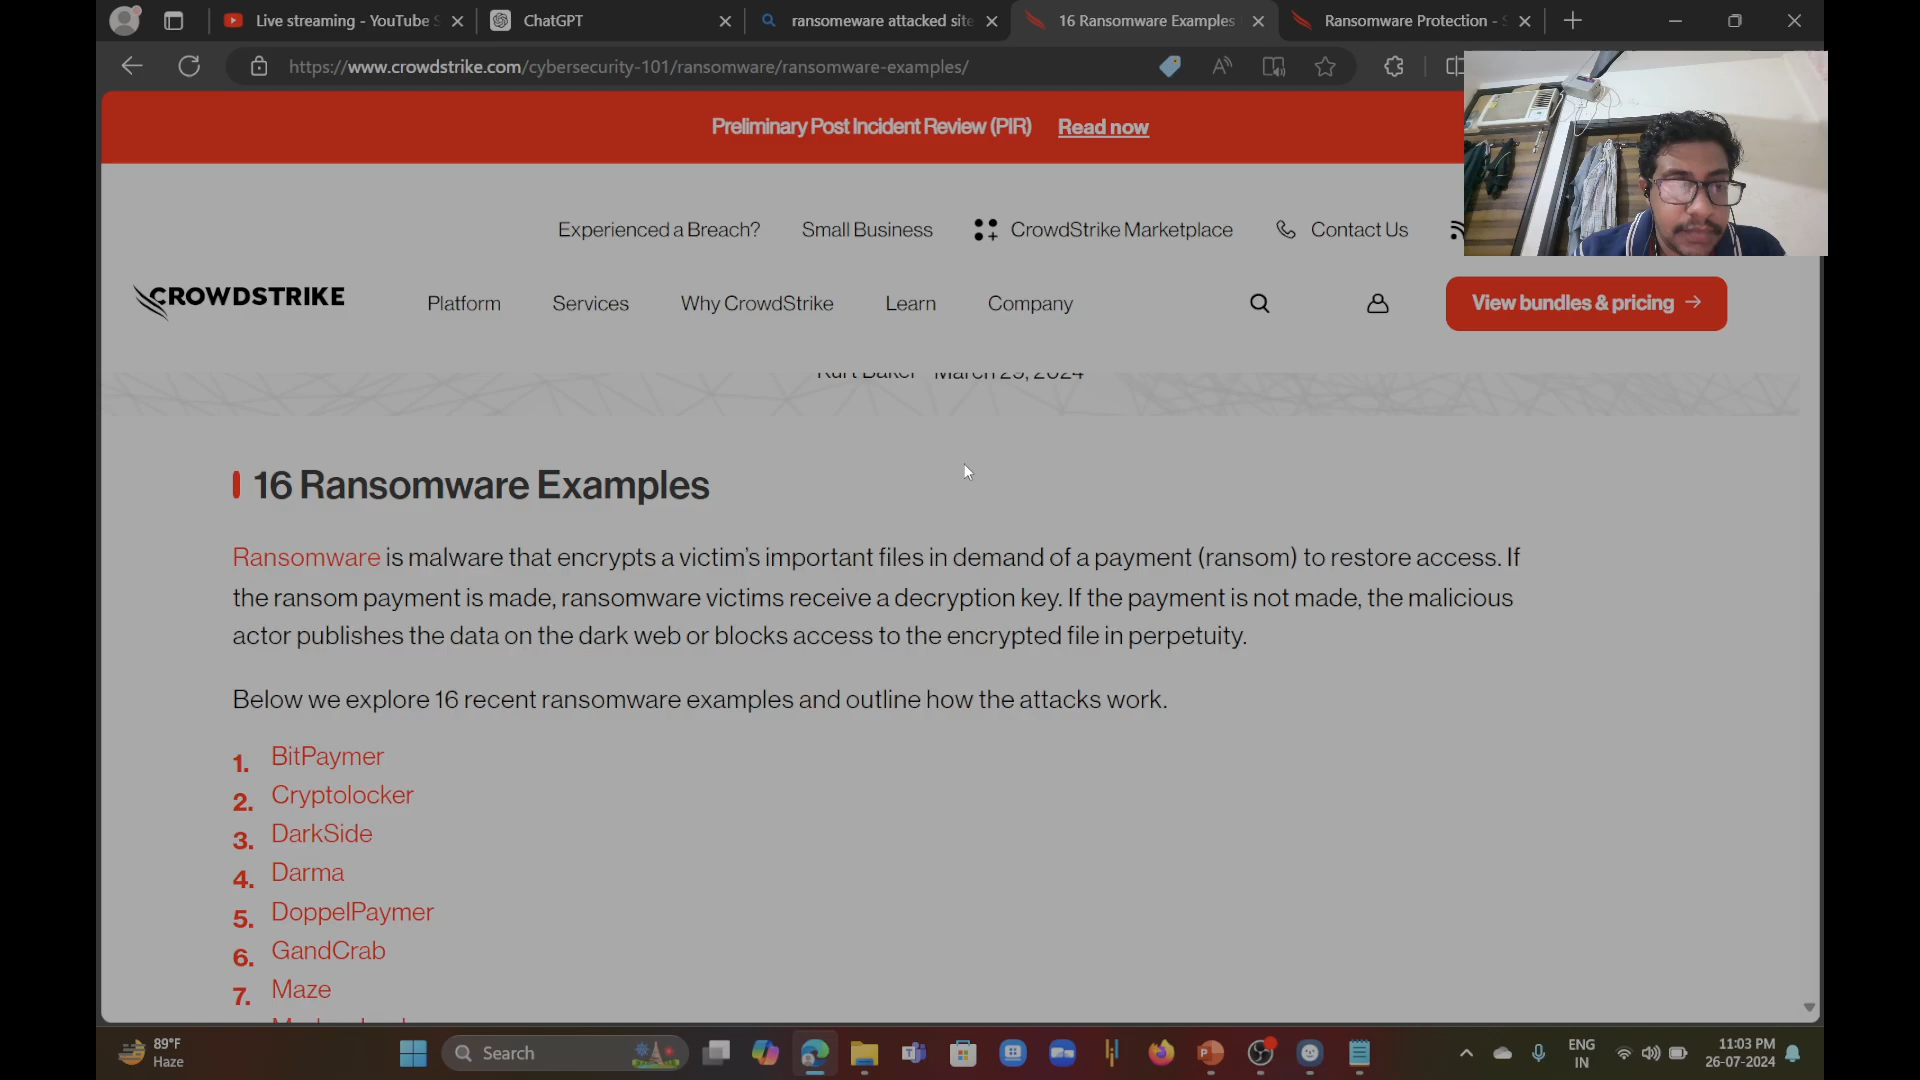 Live streaming - YouTube
ChatGPT
ransomeware attacked site
16 Ransomware Examples
Ransomware Protection -
https://www.crowdstrike.com/cybersecurity-101/ransomware/ransomware-examples/
Preliminary Post Incident Review (PIR) Read now
Experienced a Breach? Small Business CrowdStrike Marketplace Contact Us
CROWDSTRIKE
Platform Services Why CrowdStrike Learn Company
View bundles & pricing →
Kurt Baker - March 29, 2024
16 Ransomware Examples
Ransomware is malware that encrypts a victim's important files in demand of a payment (ransom) to restore access. If
the ransom payment is made, ransomware victims receive a decryption key. If the payment is not made, the malicious
actor publishes the data on the dark web or blocks access to the encrypted file in perpetuity.
Below we explore 16 recent ransomware examples and outline how the attacks work.
1. BitPaymer
2. Cryptolocker
3. DarkSide
4. Darma
5. DoppelPaymer
6. GandCrab
7. Maze
89°F
Haze
Search
ENG
IN
11:03 PM
26-07-2024